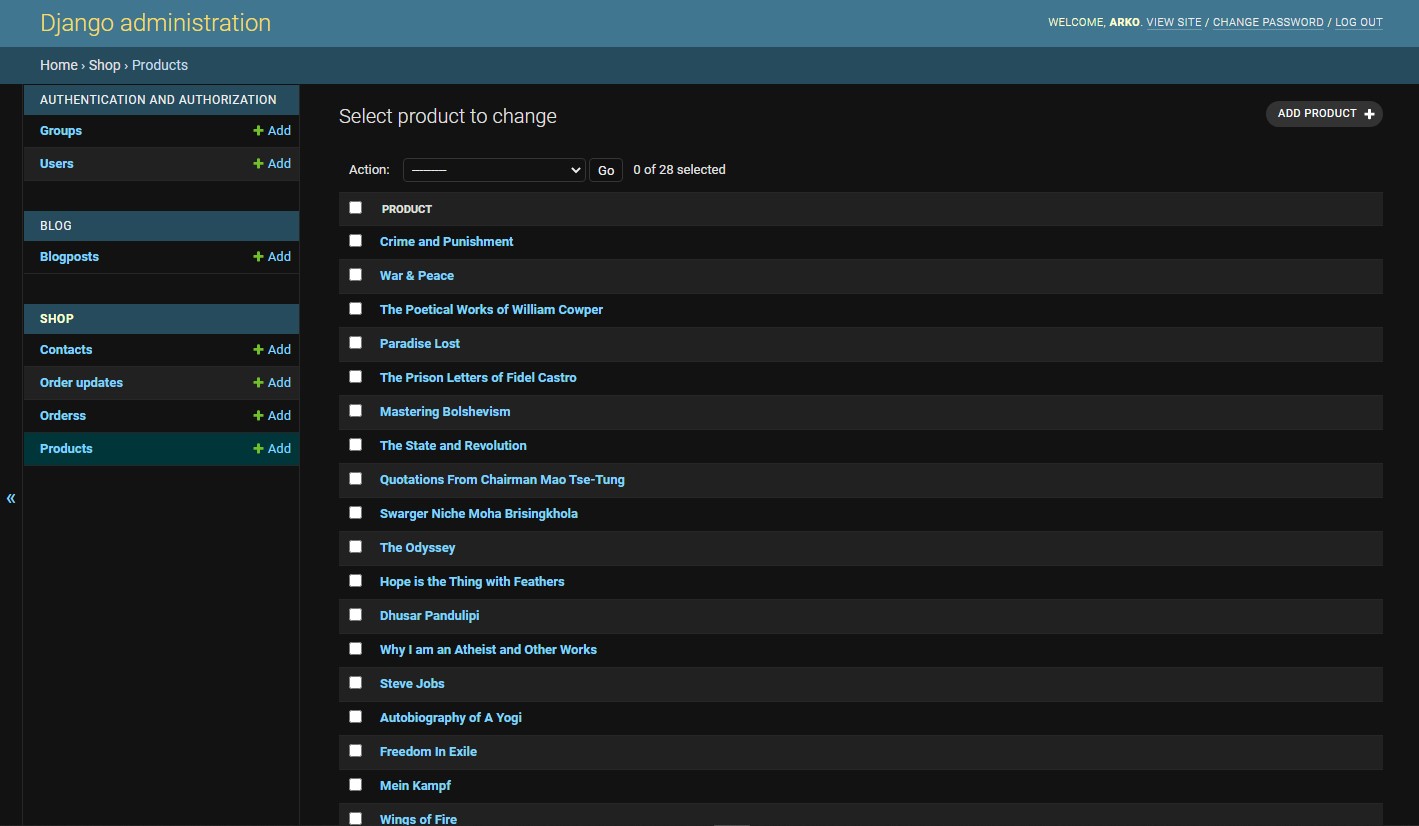 Django administration
WELCOME, ARKO. VIEW SITE / CHANGE PASSWORD / LOG OUT
Home › Shop › Products
AUTHENTICATION AND AUTHORIZATION
Groups + Add
Users + Add
BLOG
Blogposts + Add
SHOP
Contacts + Add
Order updates + Add
Orderss + Add
Products + Add
«
Select product to change
ADD PRODUCT +
Action: --------- Go 0 of 28 selected
PRODUCT
Crime and Punishment
War & Peace
The Poetical Works of William Cowper
Paradise Lost
The Prison Letters of Fidel Castro
Mastering Bolshevism
The State and Revolution
Quotations From Chairman Mao Tse-Tung
Swarger Niche Moha Brisingkhola
The Odyssey
Hope is the Thing with Feathers
Dhusar Pandulipi
Why I am an Atheist and Other Works
Steve Jobs
Autobiography of A Yogi
Freedom In Exile
Mein Kampf
Wings of Fire